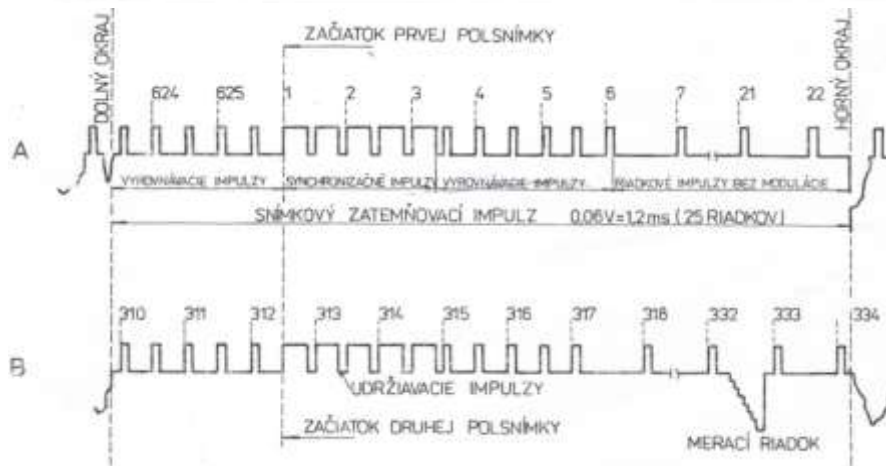 ZAČIATOK PRVEJ POLSNÍMKY
DOLNÝ OKRAJ
HORNÝ OKRAJ
624 625 1 2 3 4 5 6 7 21 22
A
VYROVNÁVACIE IMPULZY SYNCHRONIZAČNÉ IMPULZY VYROVNÁVACIE IMPULZY RIADKOVÉ IMPULZY BEZ MODULÁCIE
SNÍMKOVÝ ZATEMŇOVACÍ IMPULZ 0,06V=1,2ms (25 RIADKOV)
310 311 312 313 314 315 316 317 318 332 333 334
B
UDRŽIAVACIE IMPULZY
ZAČIATOK DRUHEJ POLSNÍMKY
MERACÍ RIADOK